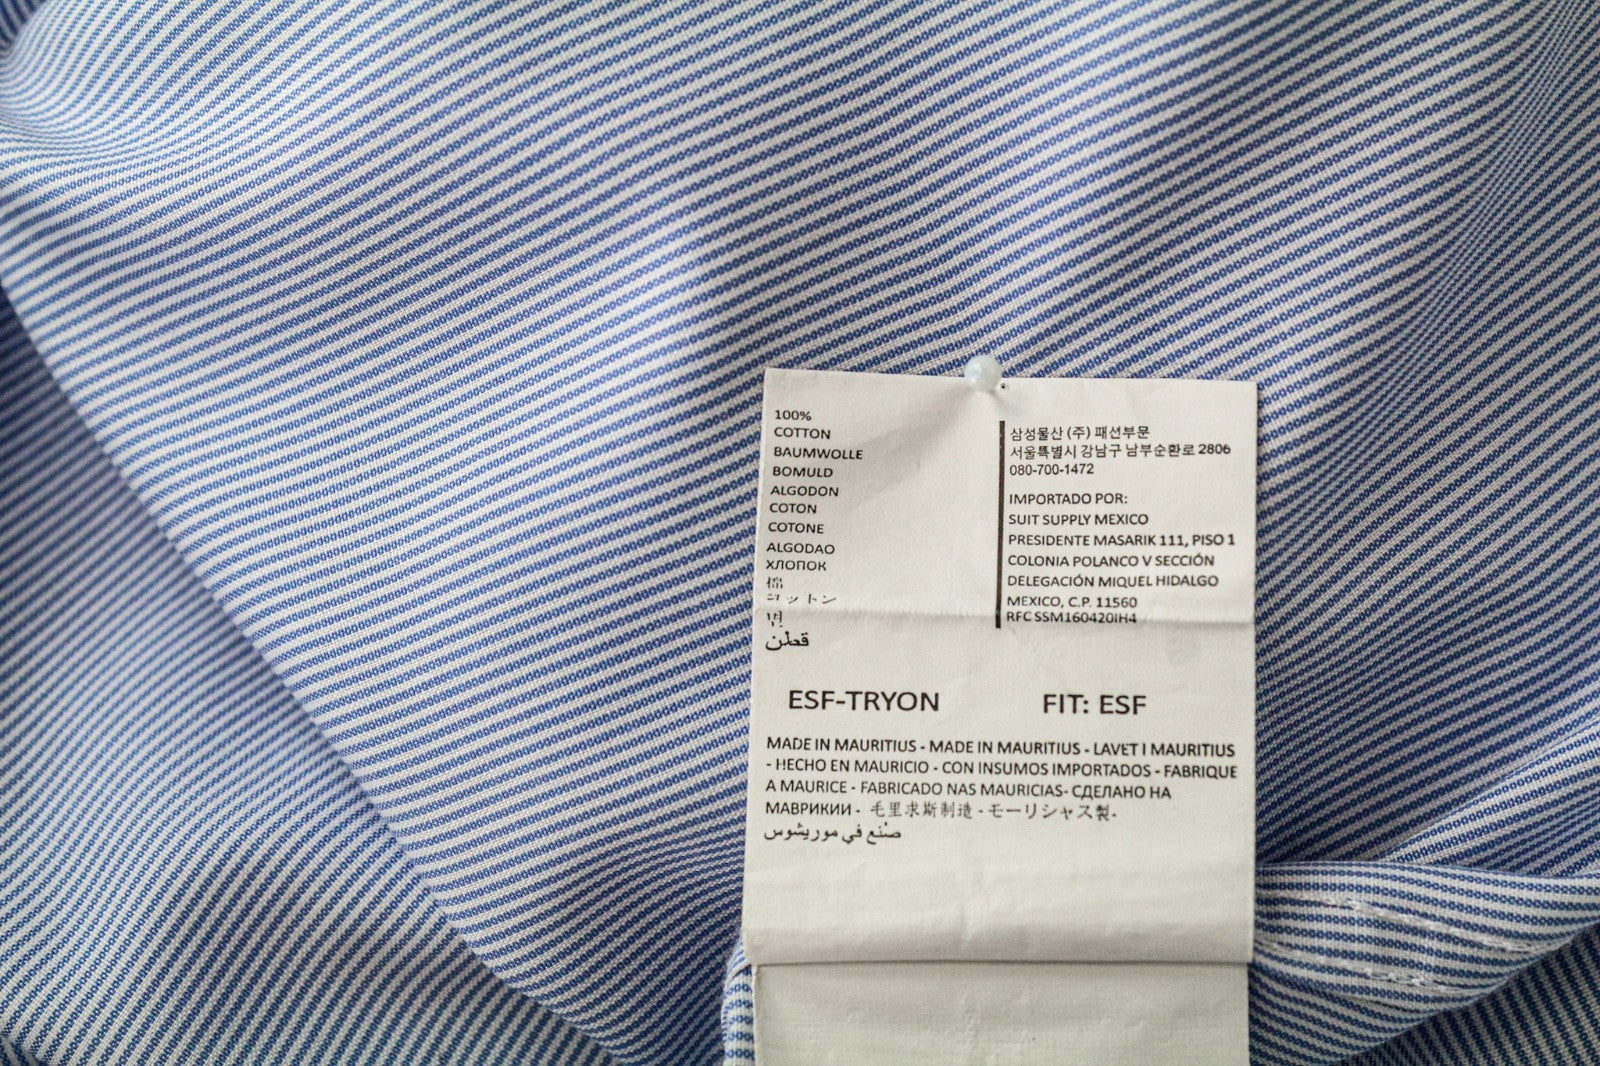 100%
COTTON
BAUMWOLLE
BOMULD
ALGODON
COTON
COTONE
ALGODAO
ХЛОПОК
棉
コットン
면
قطن
삼성물산 (주) 패션부문
서울특별시 강남구 남부순환로 2806
080-700-1472
IMPORTADO POR:
SUIT SUPPLY MEXICO
PRESIDENTE MASARIK 111, PISO 1
COLONIA POLANCO V SECCIÓN
DELEGACIÓN MIQUEL HIDALGO
MEXICO, C.P. 11560
RFC SSM160420IH4
ESF-TRYON FIT: ESF
MADE IN MAURITIUS - MADE IN MAURITIUS - LAVET I MAURITIUS
- HECHO EN MAURICIO - CON INSUMOS IMPORTADOS - FABRIQUE
A MAURICE - FABRICADO NAS MAURICIAS- СДЕЛАНО НА
МАВРИКИИ - 毛里求斯制造 - モーリシャス製-
صنع في موريشوس